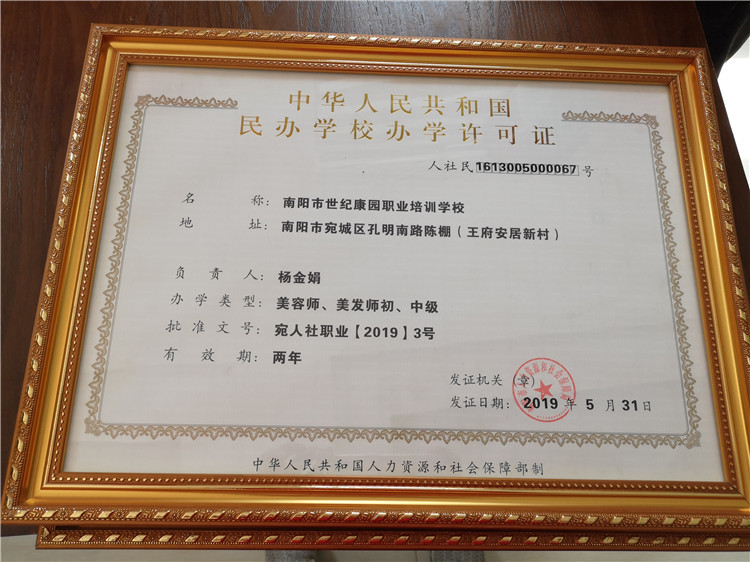 中华人民共和国
民办学校办学许可证
人社民1613005000067号
名称：南阳市世纪康园职业培训学校
地址：南阳市宛城区孔明南路陈棚（王府安居新村）
负责人：杨金娟
办学类型：美容师、美发师初、中级
批准文号：宛人社职业【2019】3号
有效期：两年
发证机关（章）
发证日期：2019年5月31日
中华人民共和国人力资源和社会保障部制